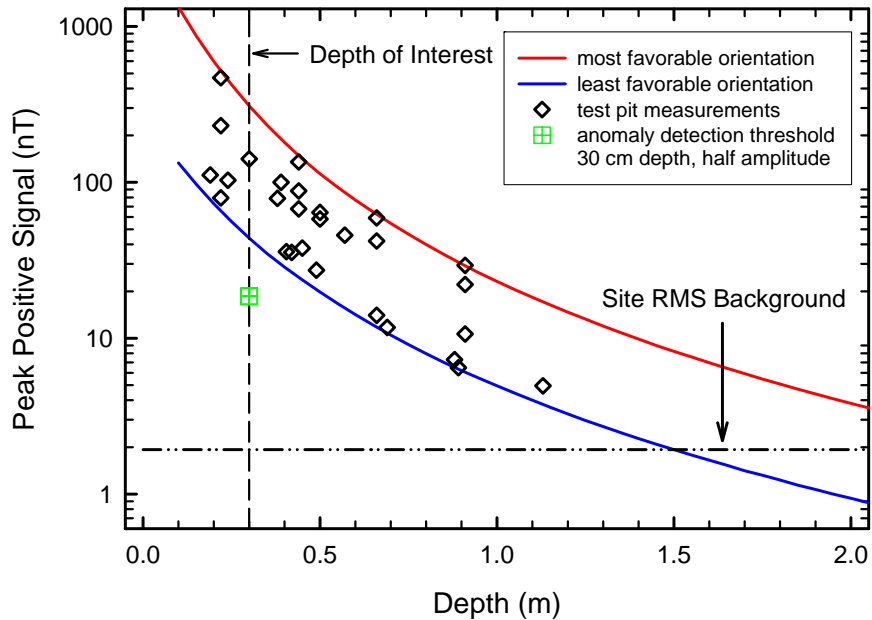 1000
100
10
1
Peak Positive Signal (nT)
Depth of Interest
most favorable orientation
least favorable orientation
test pit measurements
anomaly detection threshold
30 cm depth, half amplitude
Site RMS Background
0.0 0.5 1.0 1.5 2.0
Depth (m)